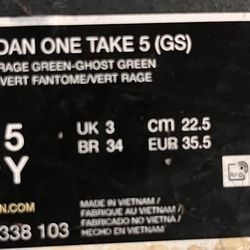 DAN ONE TAKE 5 (GS)
RAGE GREEN-GHOST GREEN
VERT FANTOME/VERT RAGE
5 UK 3 CM 22.5
Y BR 34 EUR 35.5
MADE IN VIETNAM /
FABRIQUE AU VIETNAM /
FABRICADO NO VIETNÃ /
HECHO EN VIETNAM
N.COM
338 103